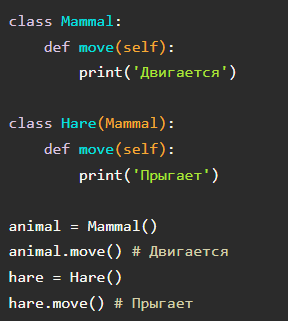 class Mammal:
    def move(self):
        print('Двигается')

class Hare(Mammal):
    def move(self):
        print('Прыгает')

animal = Mammal()
animal.move() # Двигается
hare = Hare()
hare.move() # Прыгает